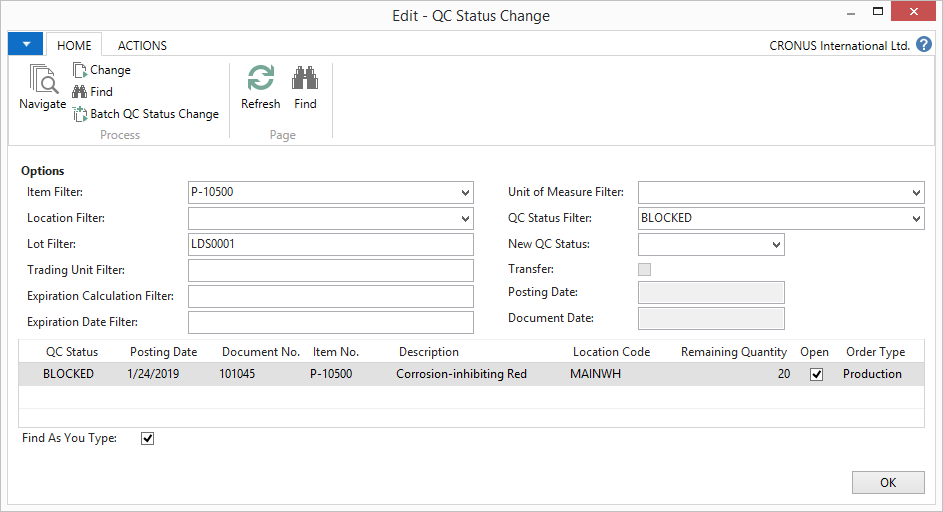 Edit - QC Status Change
HOME ACTIONS CRONUS International Ltd. ?
Navigate
Change
Find
Batch QC Status Change
Process
Refresh
Find
Page
Options
Item Filter: P-10500
Location Filter:
Lot Filter: LDS0001
Trading Unit Filter:
Expiration Calculation Filter:
Expiration Date Filter:
Unit of Measure Filter:
QC Status Filter: BLOCKED
New QC Status:
Transfer:
Posting Date:
Document Date:
QC Status Posting Date Document No. Item No. Description Location Code Remaining Quantity Open Order Type
BLOCKED 1/24/2019 101045 P-10500 Corrosion-inhibiting Red MAINWH 20 Production
Find As You Type:
OK